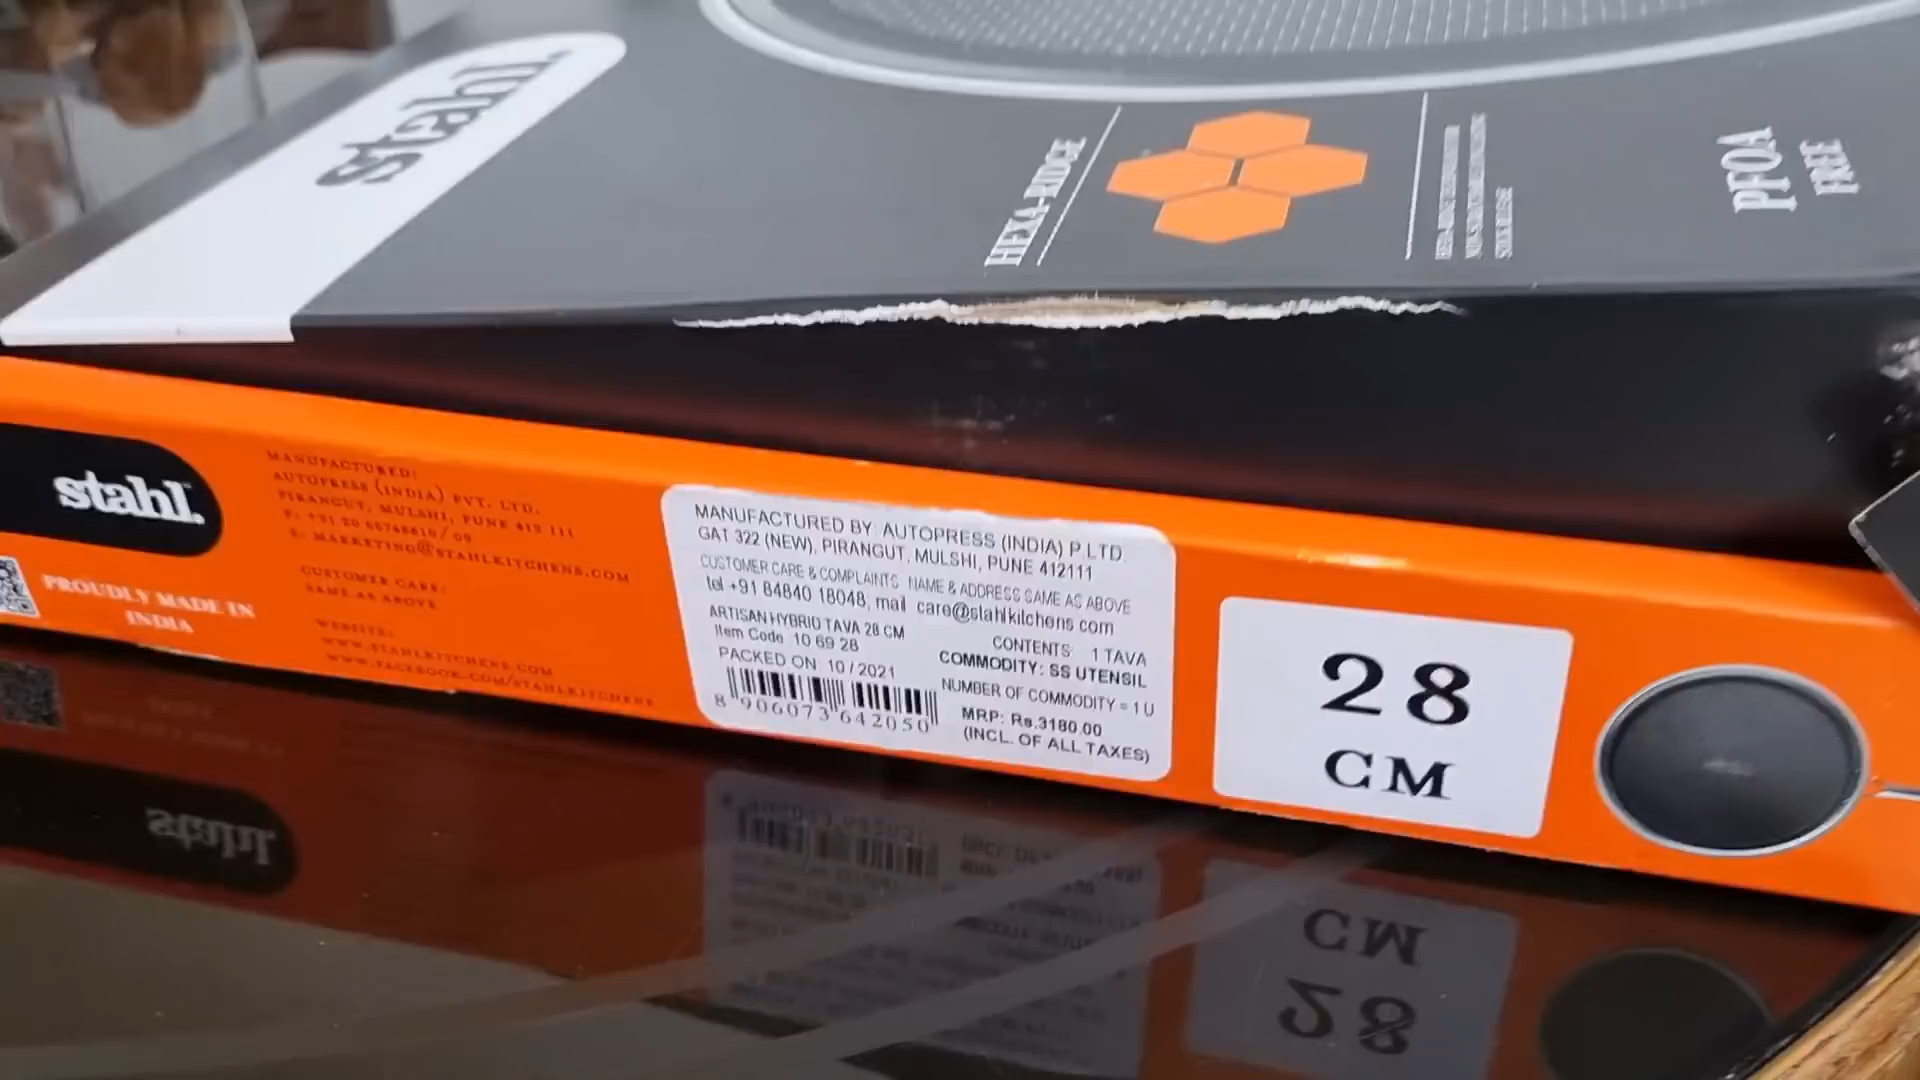 stahl.
HEXA-RIDGE
PFOA
FREE
stahl.
PROUDLY MADE IN
INDIA
MANUFACTURED:
AUTOPRESS (INDIA) PVT. LTD.
PIRANGUT, MULSHI, PUNE 412 111
E: MARKETING@STAHLKITCHENS.COM
CUSTOMER CARE:
SAME AS ABOVE
WEBSITE:
WWW.STAHLKITCHENS.COM
WWW.FACEBOOK.COM/STAHLKITCHENS
MANUFACTURED BY: AUTOPRESS (INDIA) P.LTD.
GAT 322 (NEW), PIRANGUT, MULSHI, PUNE 412111
CUSTOMER CARE & COMPLAINTS NAME & ADDRESS SAME AS ABOVE
tel +91 84840 18048, mail care@stahlkitchens.com
ARTISAN HYBRID TAVA 28 CM
Item Code 10 69 28
PACKED ON: 10 / 2021
8 906073 642050
CONTENTS: 1 TAVA
COMMODITY: SS UTENSIL
NUMBER OF COMMODITY = 1 U
MRP: Rs.3180.00
(INCL. OF ALL TAXES)
28
CM